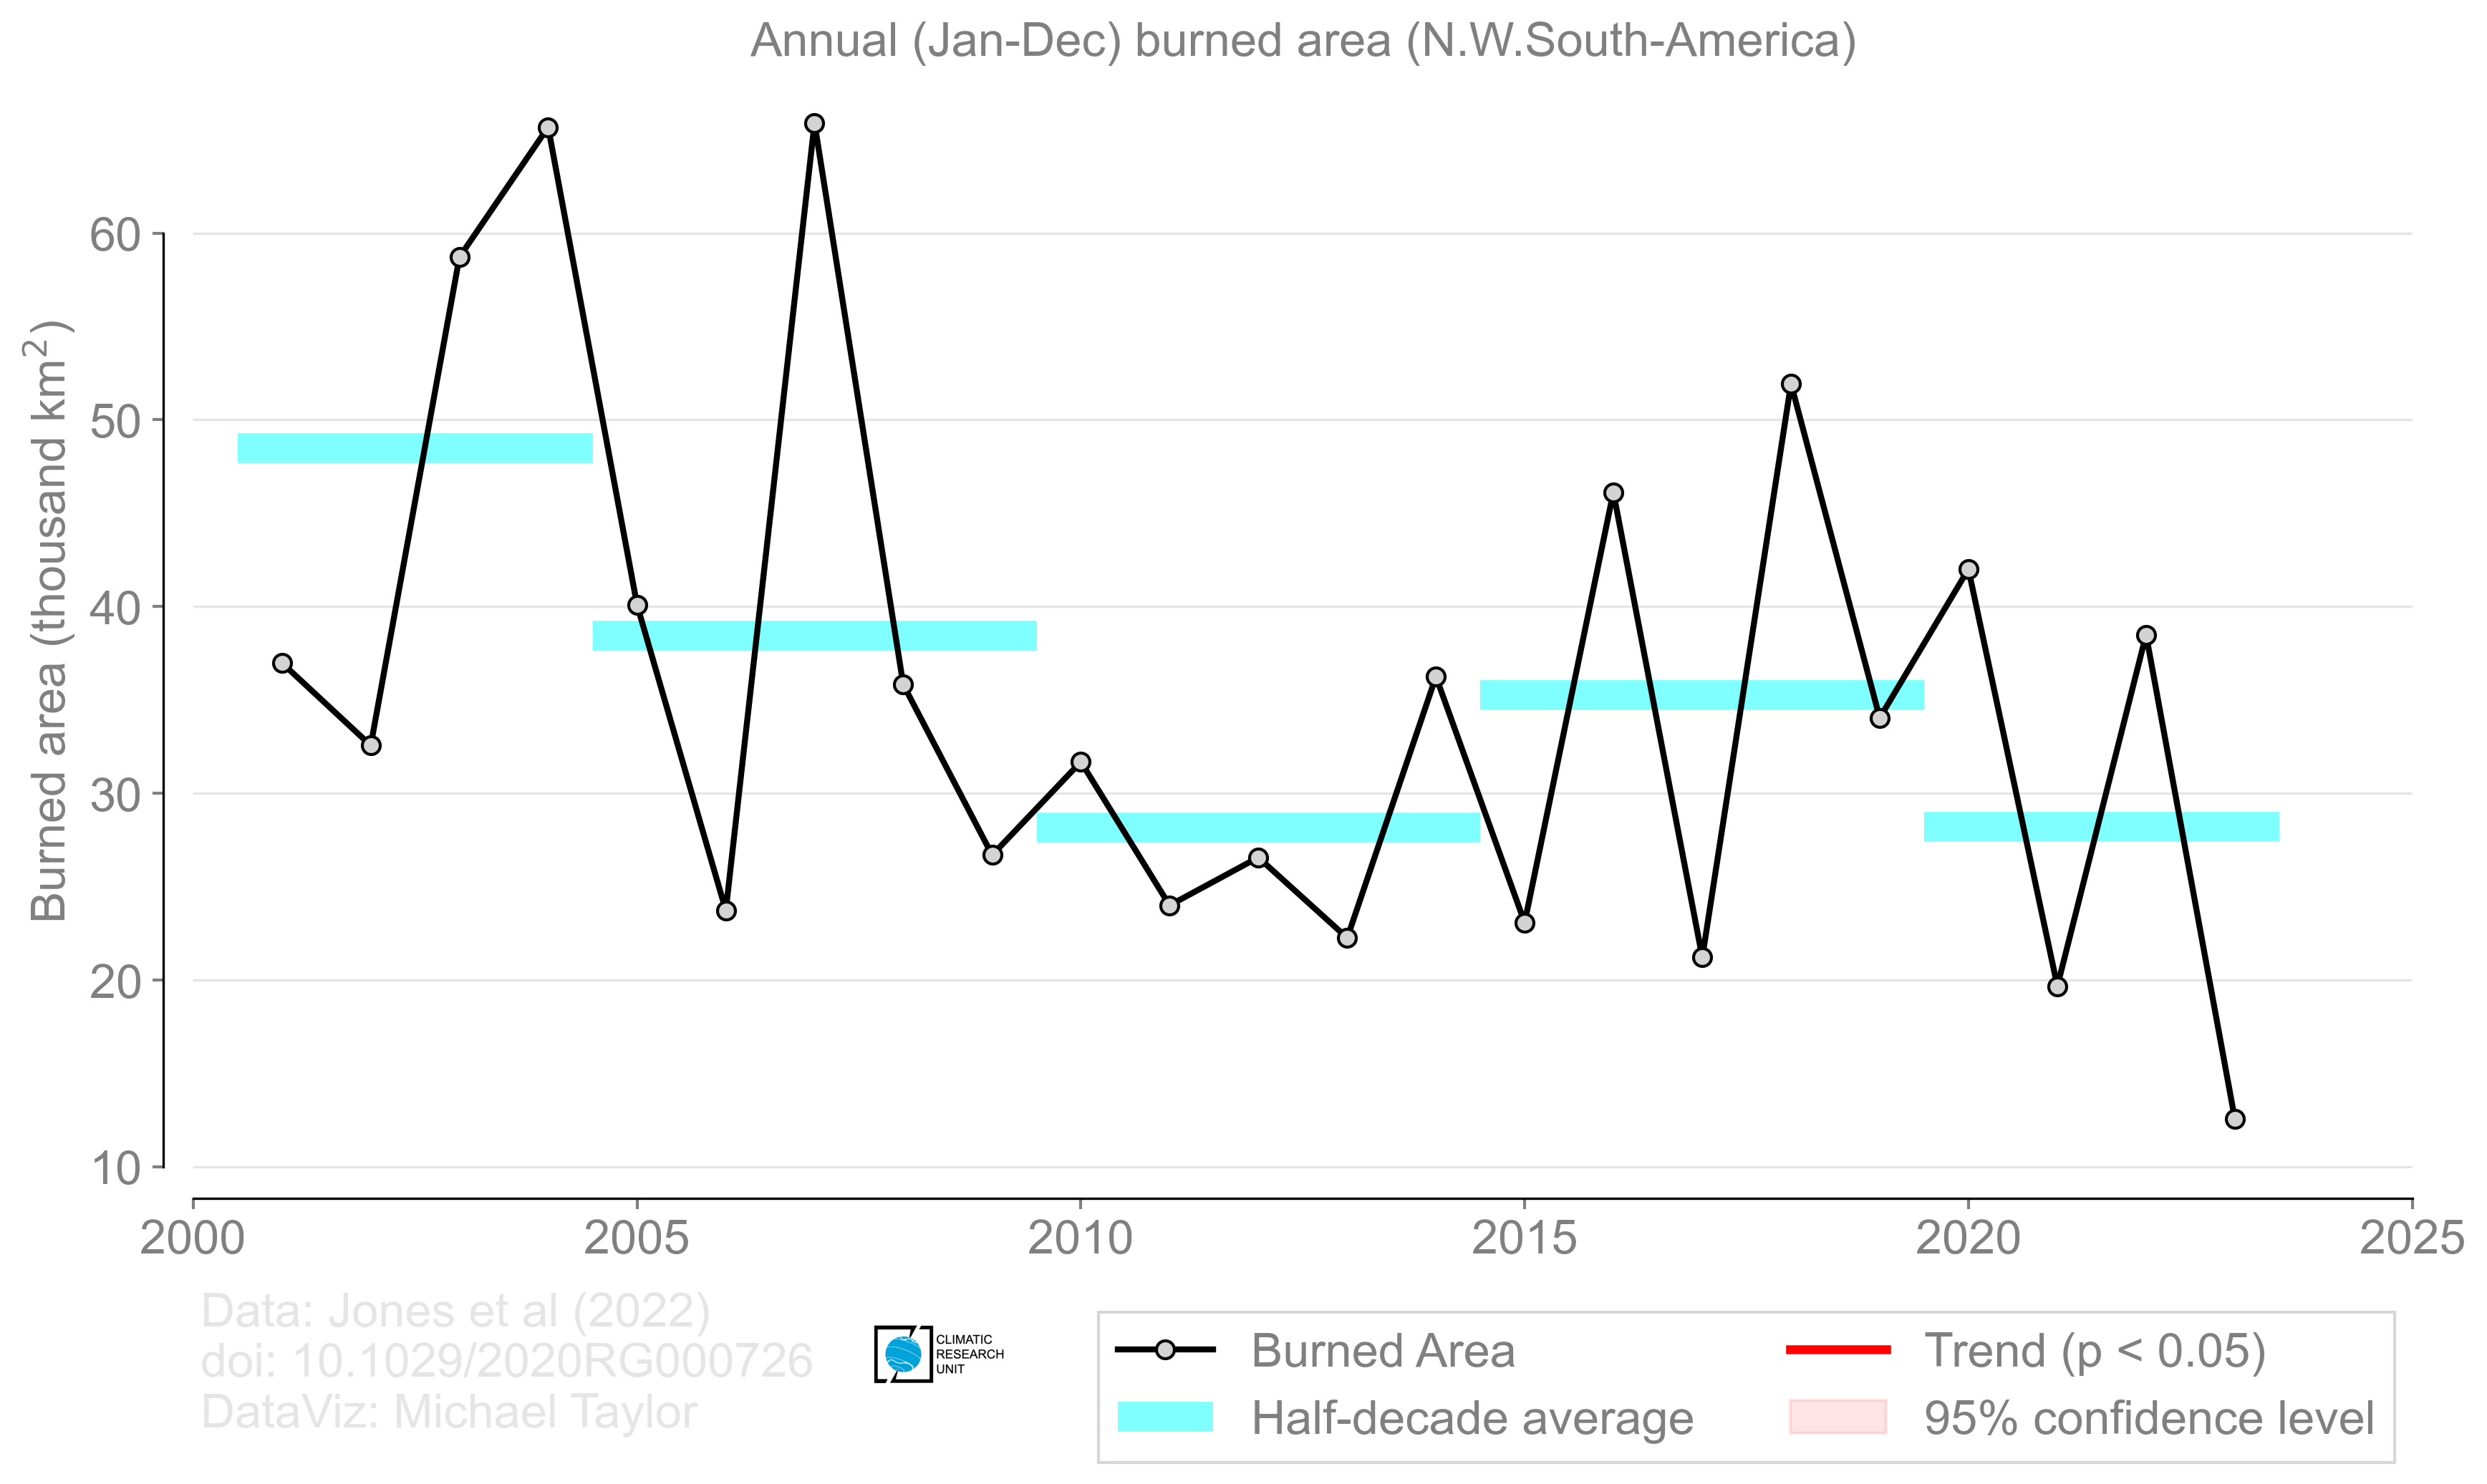 Annual (Jan-Dec) burned area (N.W.South-America)
Burned area (thousand km²)
60
50
40
30
20
10
2000 2005 2010 2015 2020 2025
Data: Jones et al (2022)
doi: 10.1029/2020RG000726
DataViz: Michael Taylor
CLIMATIC
RESEARCH
UNIT
Burned Area
Half-decade average
Trend (p < 0.05)
95% confidence level